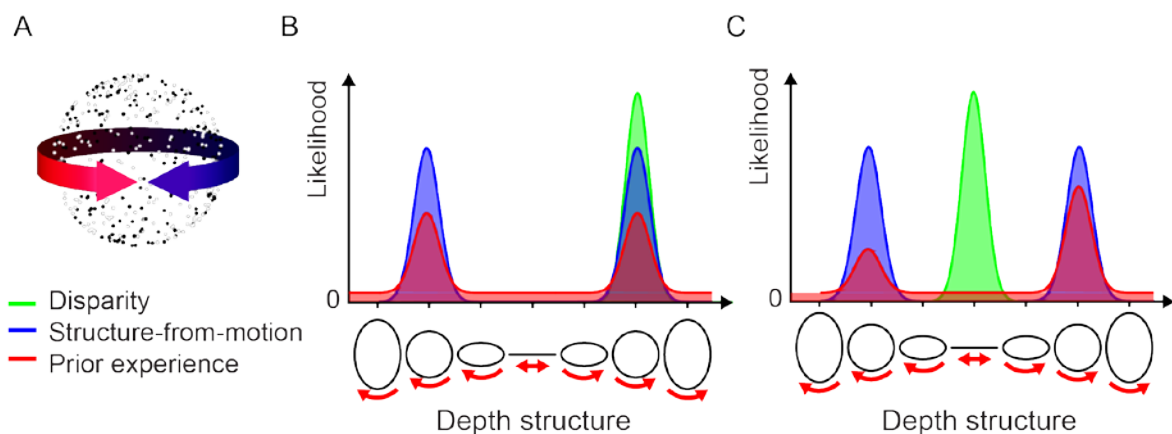 A
Disparity
Structure-from-motion
Prior experience
B
Likelihood
0
Depth structure
C
Likelihood
0
Depth structure